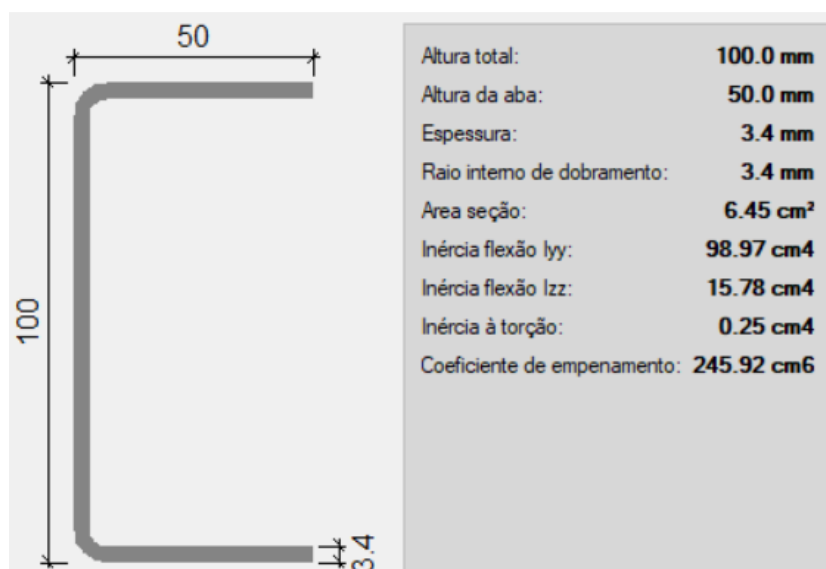 50
100
3.4
Altura total: 100.0 mm
Altura da aba: 50.0 mm
Espessura: 3.4 mm
Raio interno de dobramento: 3.4 mm
Area seção: 6.45 cm²
Inércia flexão Iyy: 98.97 cm4
Inércia flexão Izz: 15.78 cm4
Inércia à torção: 0.25 cm4
Coeficiente de empenamento: 245.92 cm6